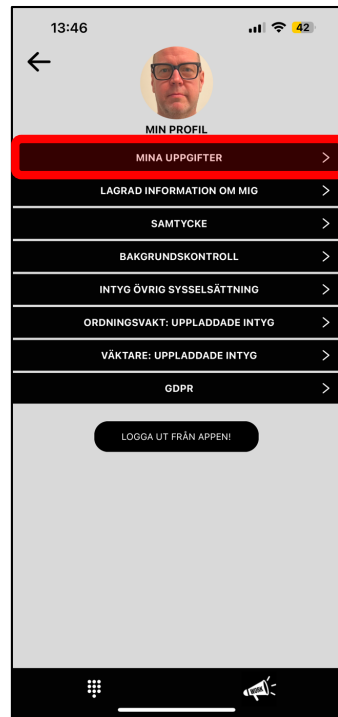 13:46
42
MIN PROFIL
MINA UPPGIFTER
LAGRAD INFORMATION OM MIG
SAMTYCKE
BAKGRUNDSKONTROLL
INTYG ÖVRIG SYSSELSÄTTNING
ORDNINGSVAKT: UPPLADDADE INTYG
VÄKTARE: UPPLADDADE INTYG
GDPR
LOGGA UT FRÅN APPEN!
WORK